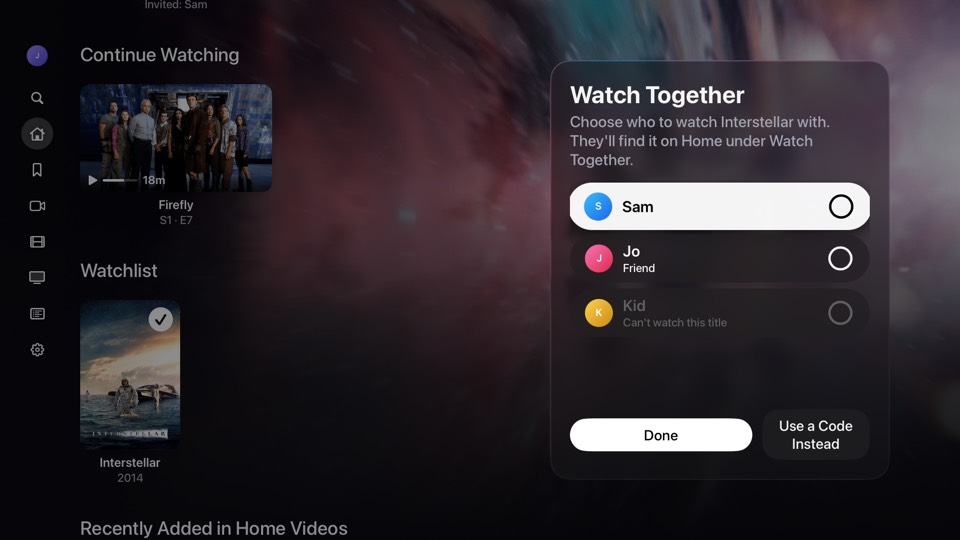 Invited: Sam
J
Continue Watching
18m
Firefly
S1 · E7
Watchlist
INTERSTELLAR
Interstellar
2014
Recently Added in Home Videos
Watch Together
Choose who to watch Interstellar with.
They'll find it on Home under Watch
Together.
S
Sam
J
Jo
Friend
K
Kid
Can't watch this title
Done
Use a Code
Instead